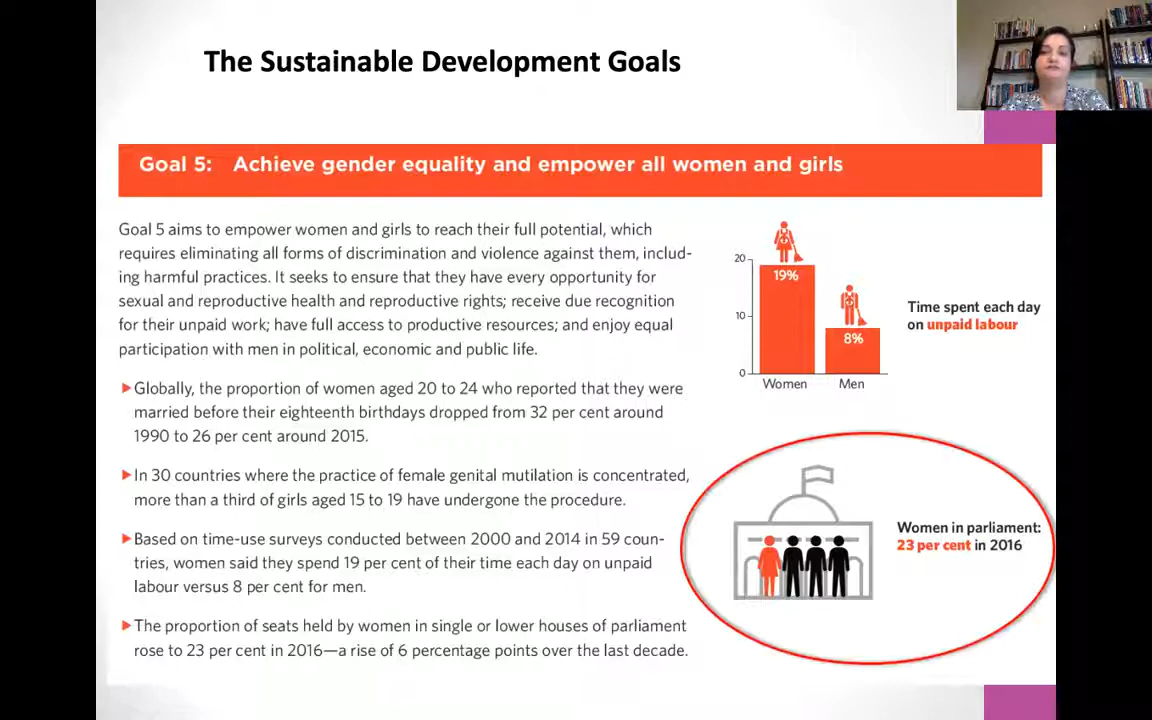 The Sustainable Development Goals
Goal 5: Achieve gender equality and empower all women and girls
Goal 5 aims to empower women and girls to reach their full potential, which
requires eliminating all forms of discrimination and violence against them, includ-
ing harmful practices. It seeks to ensure that they have every opportunity for
sexual and reproductive health and reproductive rights; receive due recognition
for their unpaid work; have full access to productive resources; and enjoy equal
participation with men in political, economic and public life.
Globally, the proportion of women aged 20 to 24 who reported that they were
married before their eighteenth birthdays dropped from 32 per cent around
1990 to 26 per cent around 2015.
In 30 countries where the practice of female genital mutilation is concentrated,
more than a third of girls aged 15 to 19 have undergone the procedure.
Based on time-use surveys conducted between 2000 and 2014 in 59 coun-
tries, women said they spend 19 per cent of their time each day on unpaid
labour versus 8 per cent for men.
The proportion of seats held by women in single or lower houses of parliament
rose to 23 per cent in 2016—a rise of 6 percentage points over the last decade.
20
19%
10
8%
0
Women Men
Time spent each day
on unpaid labour
Women in parliament:
23 per cent in 2016